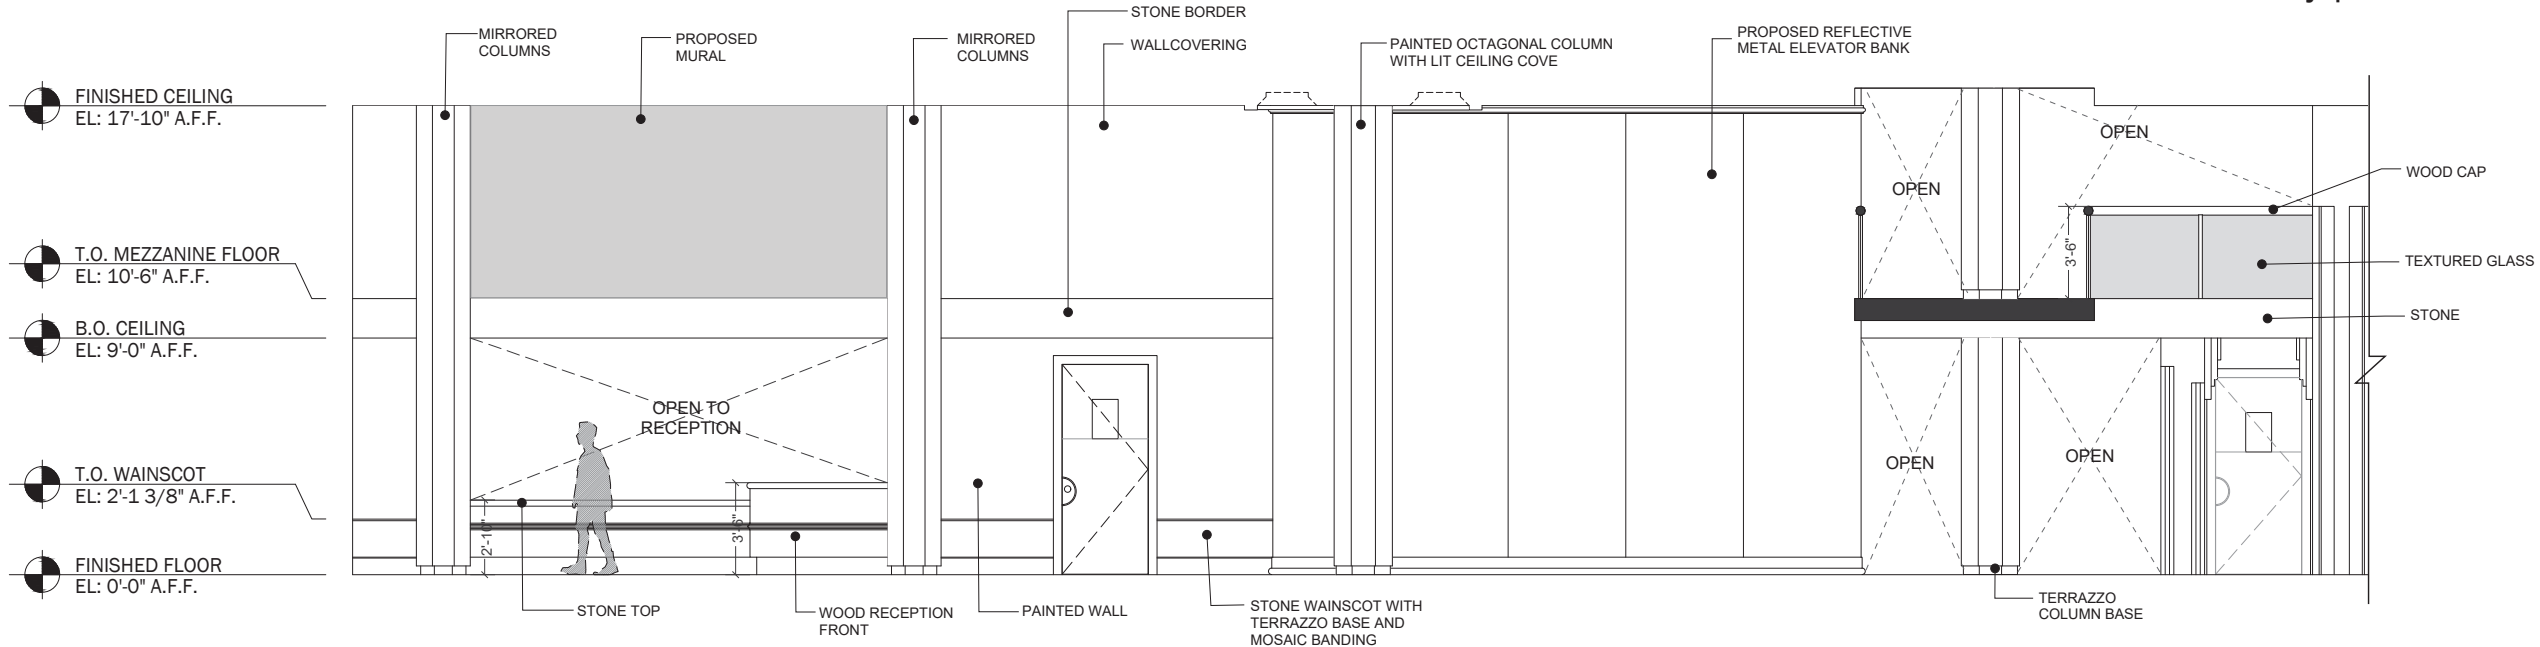 STONE BORDER
MIRRORED
COLUMNS
PROPOSED
MURAL
MIRRORED
COLUMNS
WALLCOVERING
PAINTED OCTAGONAL COLUMN
WITH LIT CEILING COVE
PROPOSED REFLECTIVE
METAL ELEVATOR BANK
FINISHED CEILING
EL: 17'-10" A.F.F.
OPEN
WOOD CAP
OPEN
T.O. MEZZANINE FLOOR
EL: 10'-6" A.F.F.
3'-6"
TEXTURED GLASS
STONE
B.O. CEILING
EL: 9'-0" A.F.F.
OPEN TO
RECEPTION
OPEN
OPEN
T.O. WAINSCOT
EL: 2'-1 3/8" A.F.F.
2'-10"
3'-6"
FINISHED FLOOR
EL: 0'-0" A.F.F.
STONE TOP
WOOD RECEPTION
FRONT
PAINTED WALL
STONE WAINSCOT WITH
TERRAZZO BASE AND
MOSAIC BANDING
TERRAZZO
COLUMN BASE